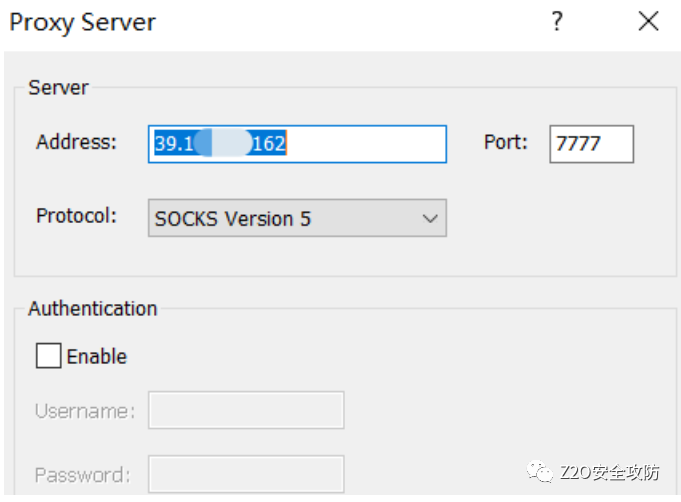 Proxy Server
?
Server
Address: 39.1 162 Port: 7777
Protocol: SOCKS Version 5
Authentication
Enable
Username:
Password:
Z2O安全攻防